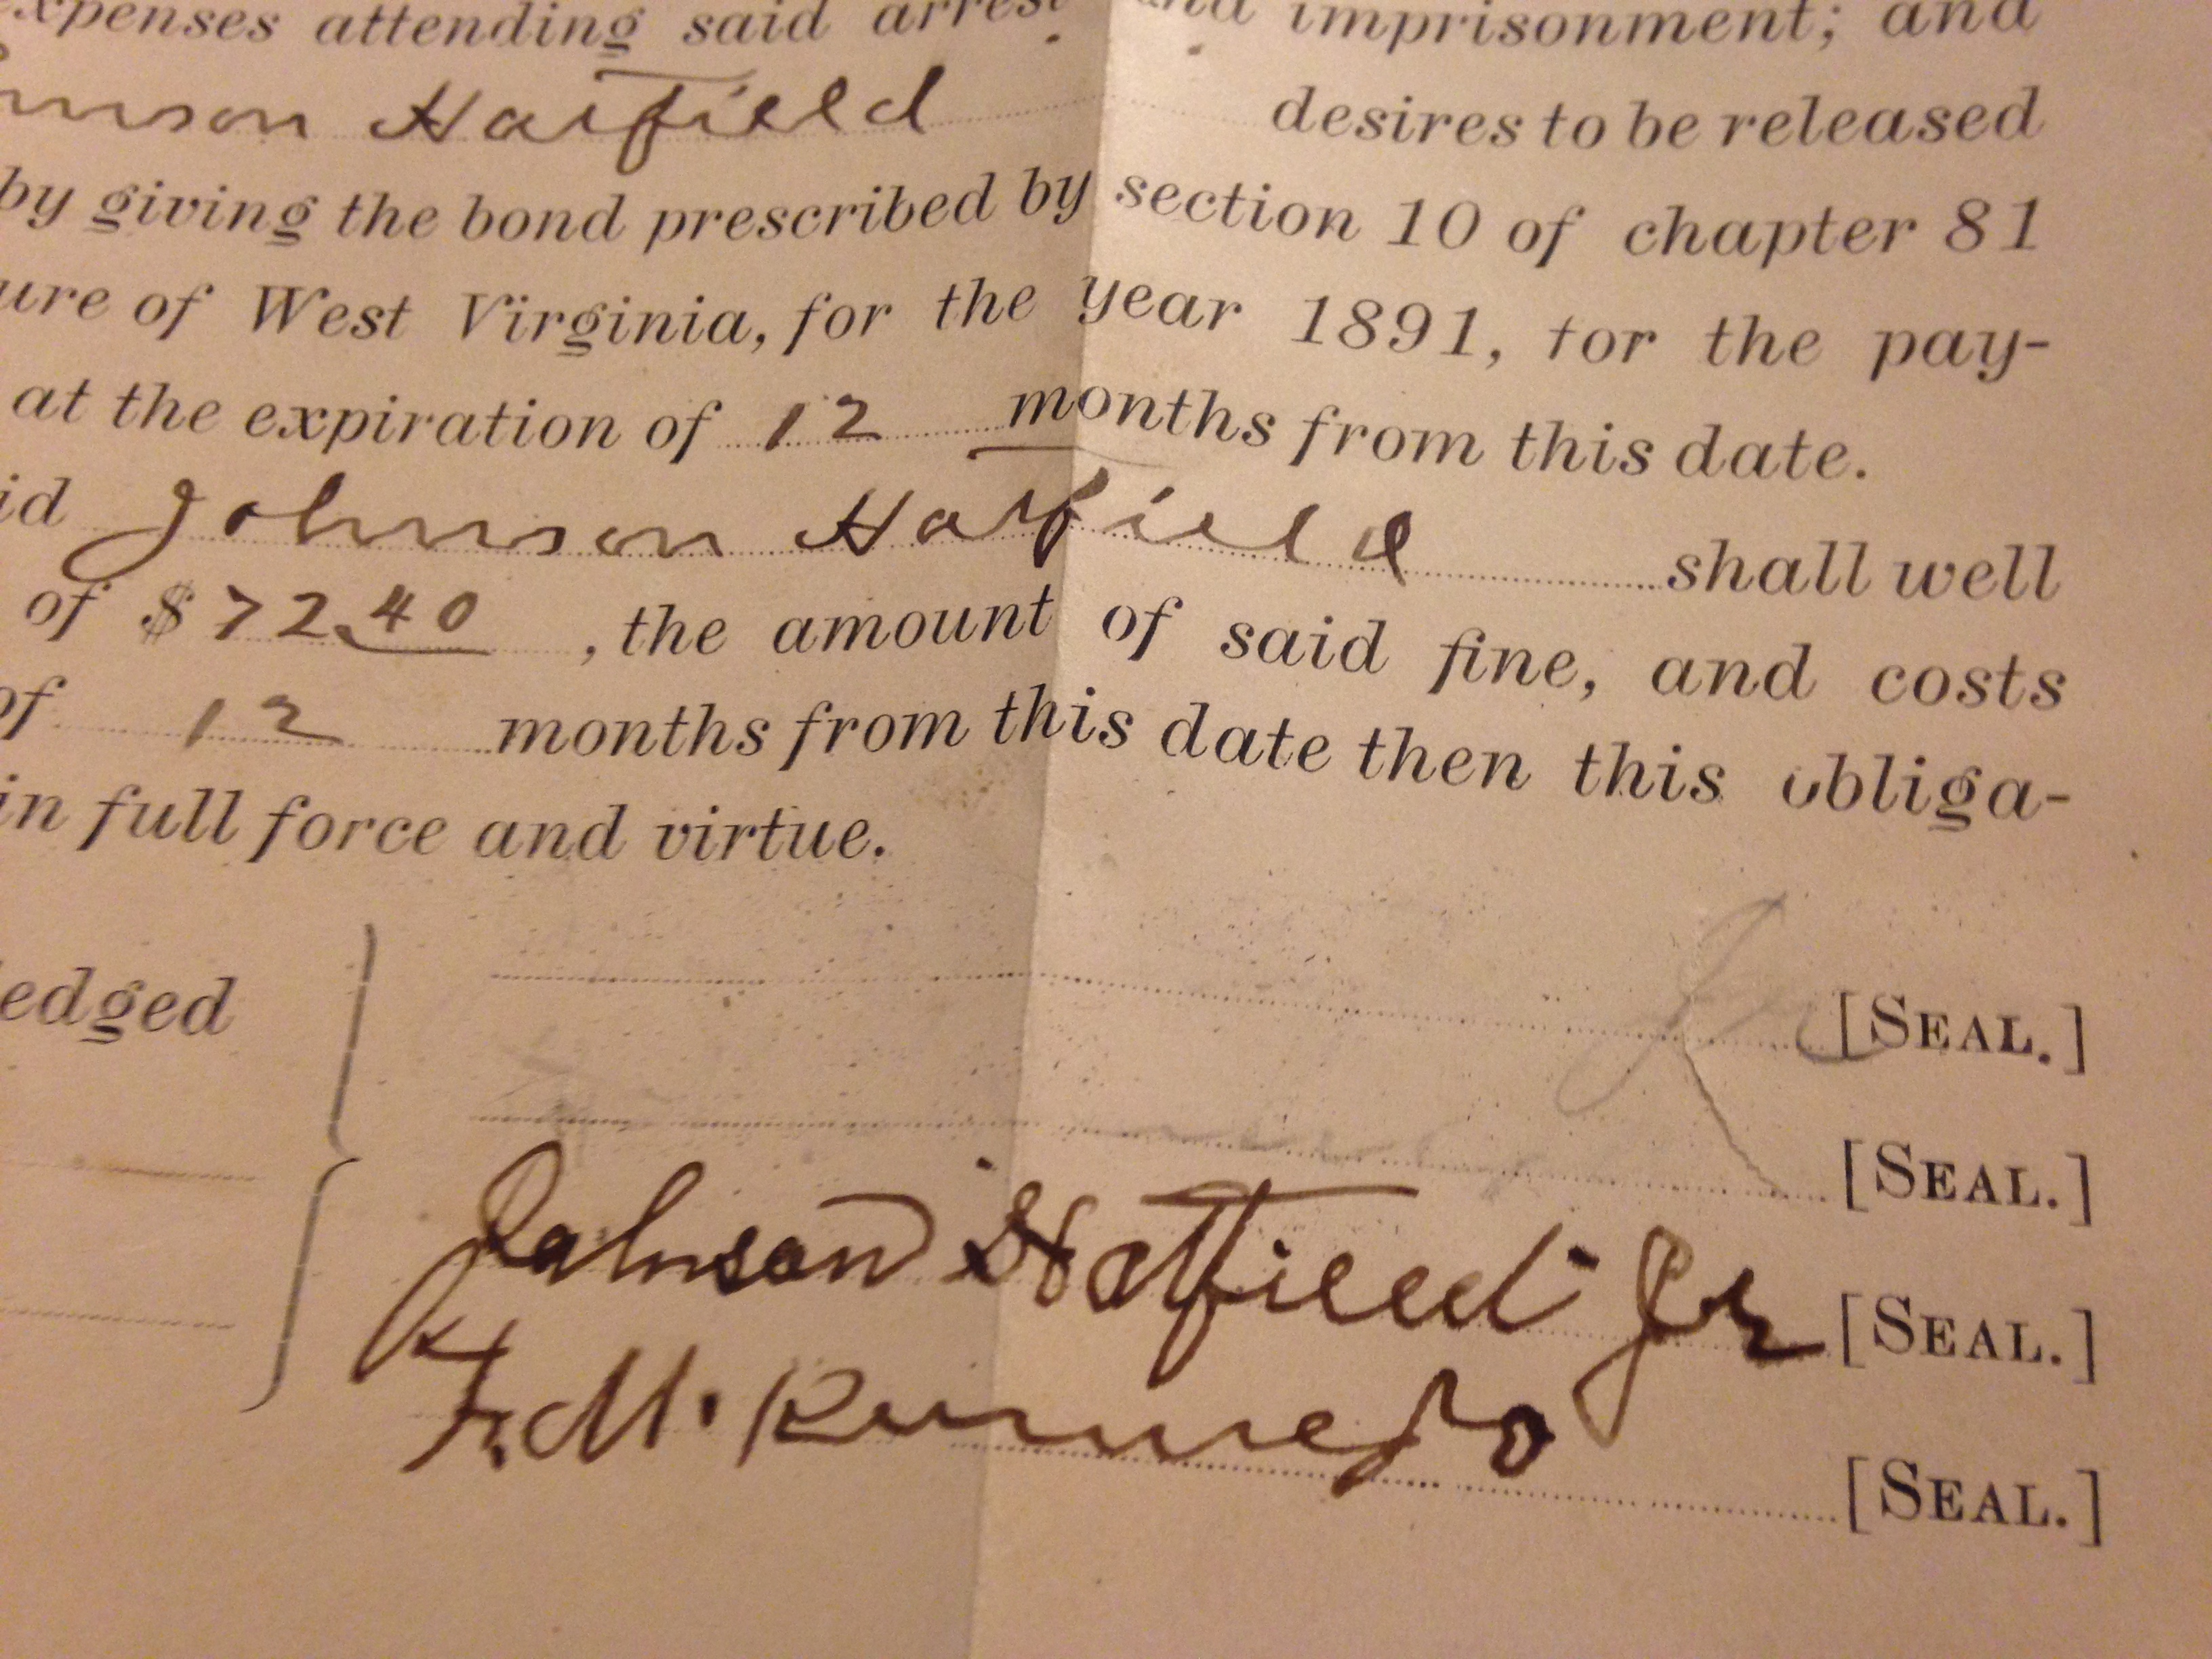 expenses attending said arrest and imprisonment; and
Hatfield desires to be released
by giving the bond prescribed by section 10 of chapter 81
ure of West Virginia, for the year 1891, for the pay-
at the expiration of 12 months from this date.
id Johnson Hatfield shall well
of $72.40, the amount of said fine, and costs
of 12 months from this date then this obliga-
in full force and virtue.
edged [SEAL.]
[SEAL.]
Johnson Hatfield Jr [SEAL.]
F. M. [SEAL.]